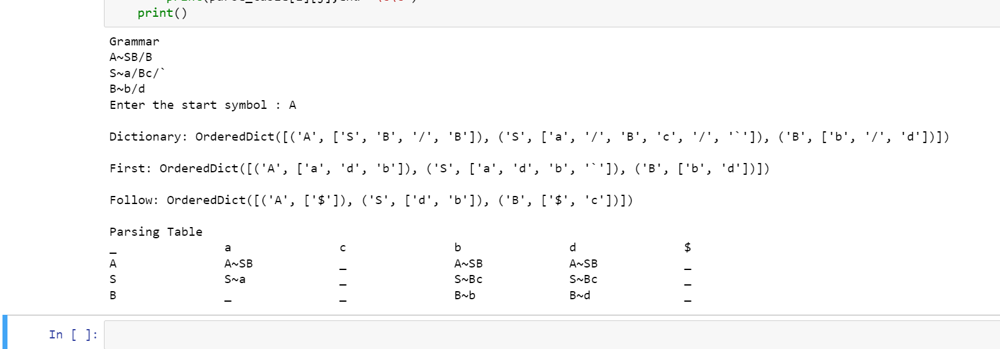 print()
Grammar
A~SB/B
S~a/Bc/`
B~b/d
Enter the start symbol : A
Dictionary: OrderedDict([('A', ['S', 'B', '/', 'B']), ('S', ['a', '/', 'B', 'c', '/', '`']), ('B', ['b', '/', 'd'])])
First: OrderedDict([('A', ['a', 'd', 'b']), ('S', ['a', 'd', 'b', '`']), ('B', ['b', 'd'])])
Follow: OrderedDict([('A', ['$']), ('S', ['d', 'b']), ('B', ['$', 'c'])])
Parsing Table
_ a c b d $
A A~SB _ A~SB A~SB _
S S~a _ S~Bc S~Bc _
B _ _ B~b B~d _
In [ ]: